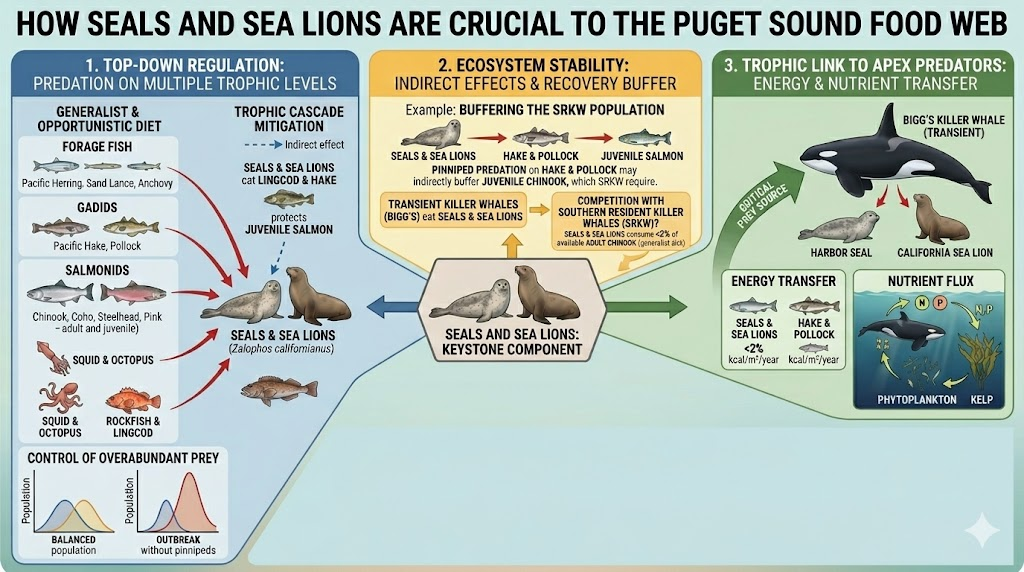 HOW SEALS AND SEA LIONS ARE CRUCIAL TO THE PUGET SOUND FOOD WEB
1. TOP-DOWN REGULATION:
PREDATION ON MULTIPLE TROPHIC LEVELS
GENERALIST &
OPPORTUNISTIC DIET
FORAGE FISH
Pacific Herring. Sand Lance, Anchovy
GADIDS
Pacific Hake, Pollock
SALMONIDS
Chinook, Coho, Steelhead, Pink
– adult and juvenile)
SQUID & OCTOPUS
SQUID &
OCTOPUS
ROCKFISH &
LINGCOD
TROPHIC CASCADE
MITIGATION
Indirect effect
SEALS & SEA LIONS
cat LINGCOD & HAKE
protects
JUVENILE SALMON
SEALS & SEA LIONS
(Zalophos califomianus)
CONTROL OF OVERABUNDANT PREY
Population
BALANCED
population
Population
OUTBREAK
without pinnipeds
2. ECOSYSTEM STABILITY:
INDIRECT EFFECTS & RECOVERY BUFFER
Example: BUFFERING THE SRKW POPULATION
SEALS & SEA LIONS
HAKE & POLLOCK
JUVENILE SALMON
PINNIPED PREDATION on HAKE & POLLOCK may
indirectly buffer JUVENILE CHINOOK, which SRKW require.
TRANSIENT KILLER WHALES
(BIGG'S) eat SEALS & SEA LIONS
COMPETITION WITH
SOUTHERN RESIDENT KILLER
WHALES (SRKW)?
SEALS & SEA LIONS consume <2% of
available ADULT CHINOOK (generalist
SEALS AND SEA LIONS:
KEYSTONE COMPONENT
3. TROPHIC LINK TO APEX PREDATORS:
ENERGY & NUTRIENT TRANSFER
BIGG'S KILLER WHALE
(TRANSIENT)
PREY SOURCE
HARBOR SEAL
CALIFORNIA SEA LION
ENERGY TRANSFER
SEALS &
SEA LIONS
<2%
kcal/m²/year
HAKE &
POLLOCK
kcal/m²/year
NUTRIENT FLUX
N P
N,P
PHYTOPLANKTON
KELP